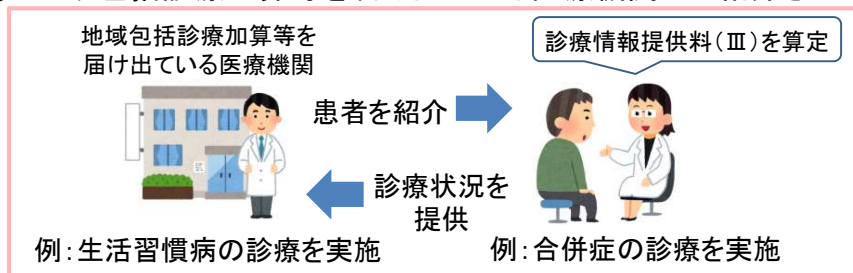 地域包括診療加算等を
届け出ている医療機関
診療情報提供料(Ⅲ)を算定
患者を紹介
診療状況を
提供
例:生活習慣病の診療を実施
例:合併症の診療を実施